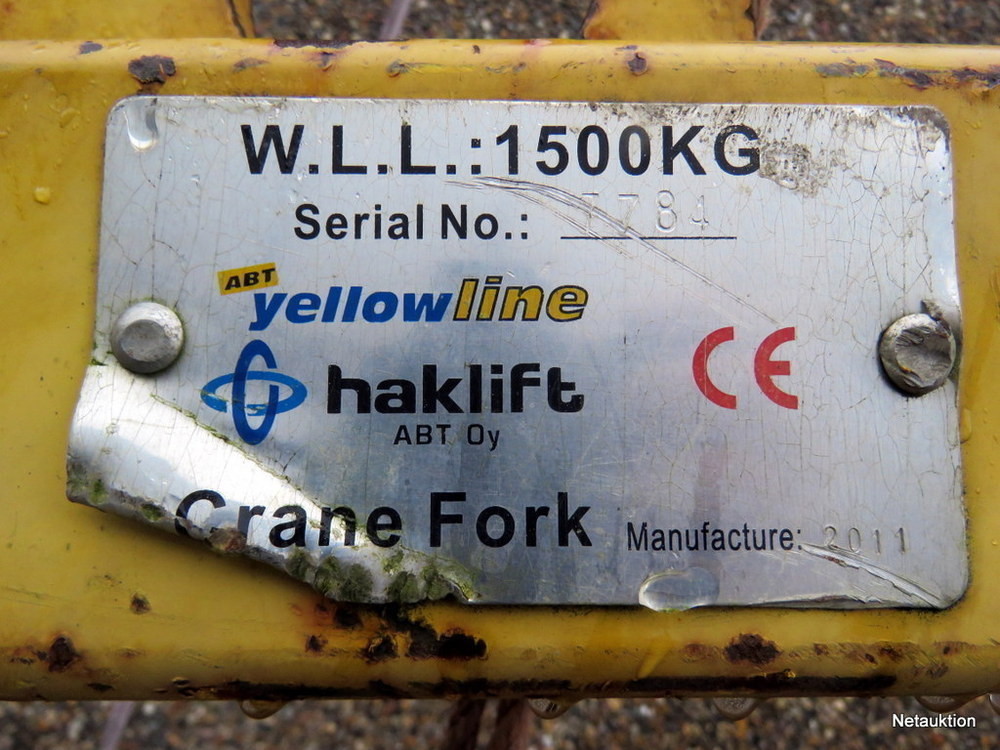 W.L.L.:1500KG
Serial No.:
ABT
yellowline
haklift
ABT Oy
CE
Crane Fork
Manufacture: 2011
Netauktion